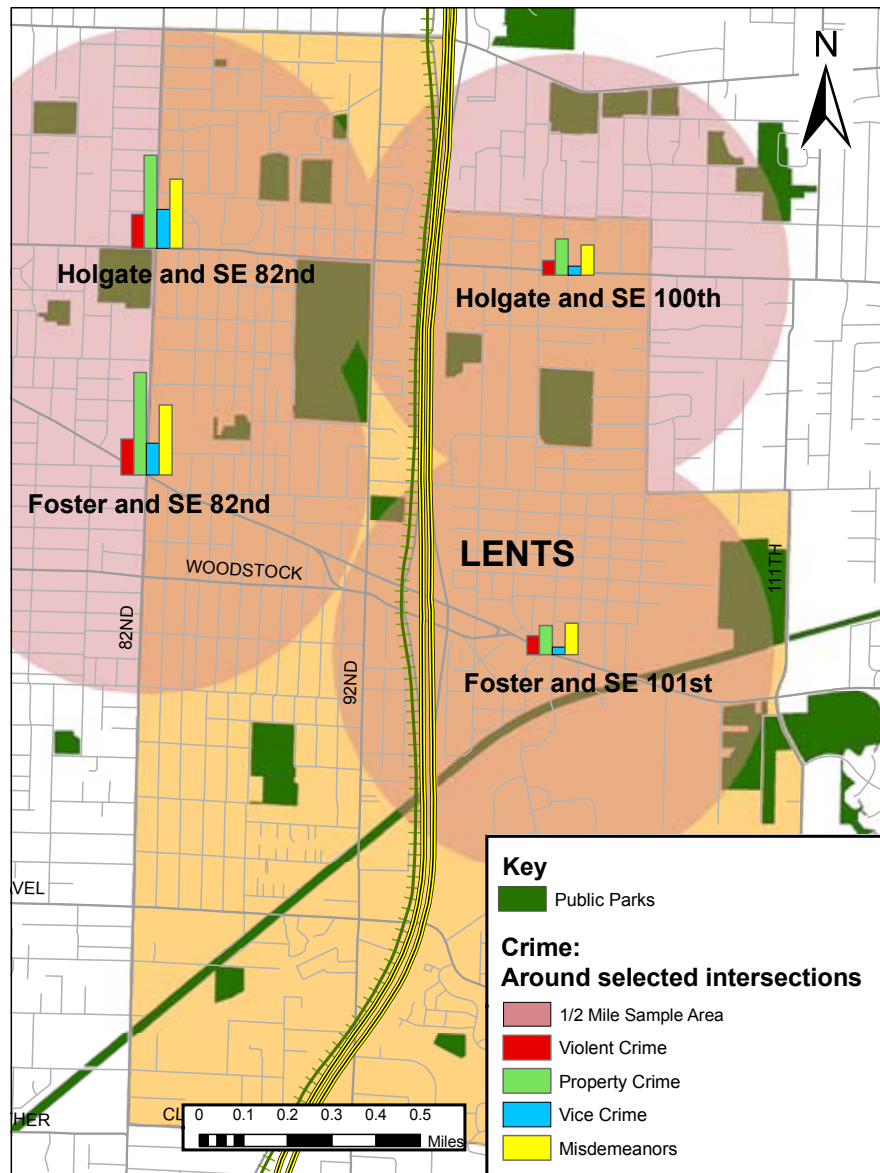 N
Holgate and SE 82nd
Holgate and SE 100th
Foster and SE 82nd
LENTS
WOODSTOCK
111TH
82ND
92ND
Foster and SE 101st
AVEL
THER
CL
0 0.1 0.2 0.3 0.4 0.5
Miles
Key
Public Parks
Crime:
Around selected intersections
1/2 Mile Sample Area
Violent Crime
Property Crime
Vice Crime
Misdemeanors